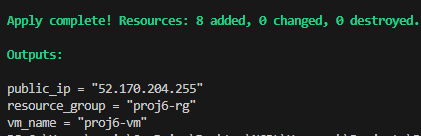 Apply complete! Resources: 8 added, 0 changed, 0 destroyed.
Outputs:
public_ip = "52.170.204.255"
resource_group = "proj6-rg"
vm_name = "proj6-vm"